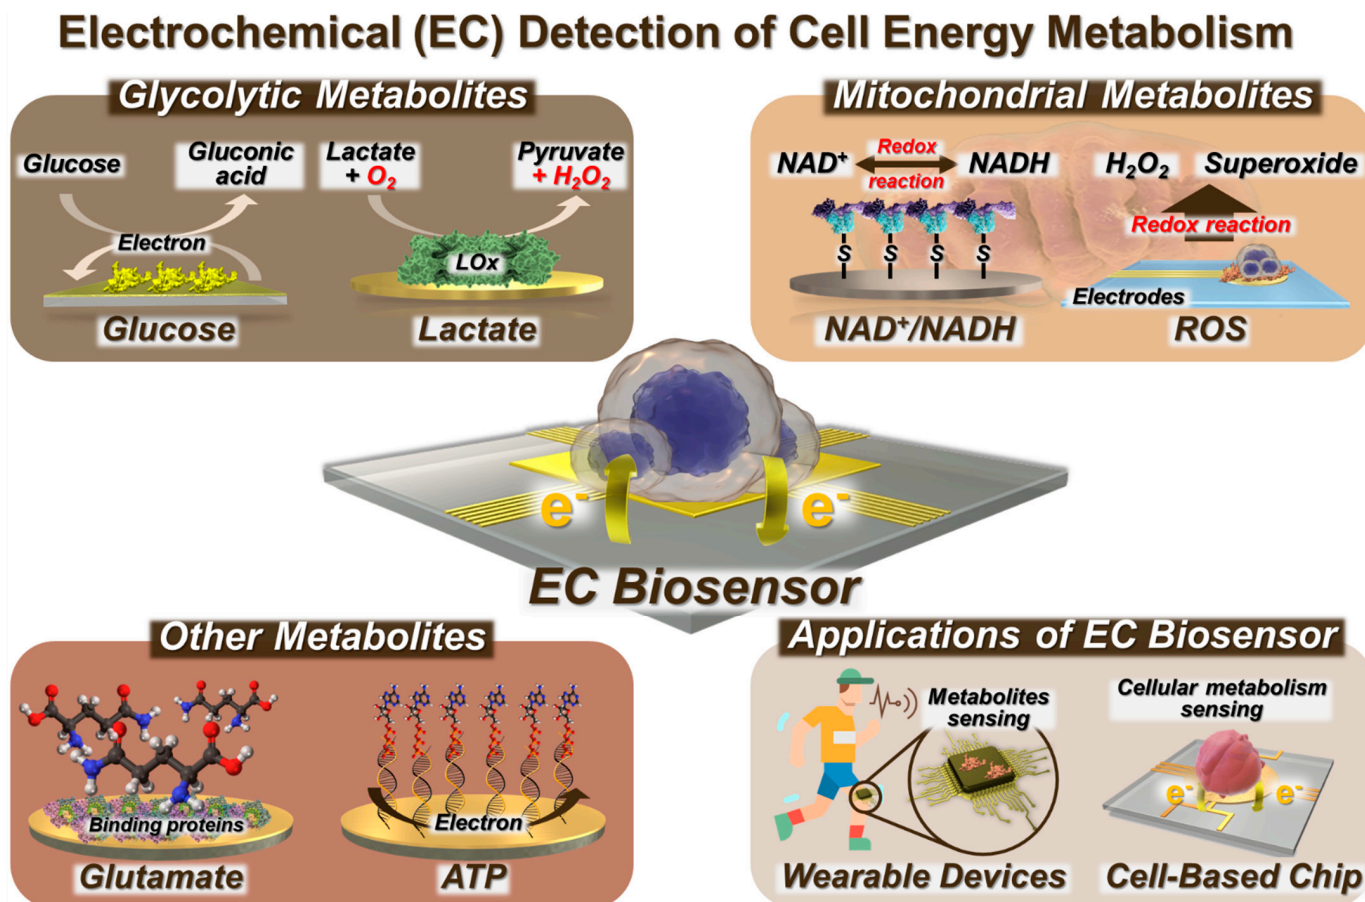 Electrochemical (EC) Detection of Cell Energy Metabolism
Glycolytic Metabolites
Glucose
Gluconic
acid
Lactate
+ O₂
Pyruvate
+ H₂O₂
Electron
LOx
Glucose
Lactate
Mitochondrial Metabolites
NAD⁺
Redox
reaction
NADH
H₂O₂
Superoxide
Redox reaction
S
S
S
S
Electrodes
NAD⁺/NADH
ROS
e⁻
e⁻
EC Biosensor
Other Metabolites
Binding proteins
Electron
Glutamate
ATP
Applications of EC Biosensor
Metabolites
sensing
Cellular metabolism
sensing
e⁻
e⁻
Wearable Devices
Cell-Based Chip